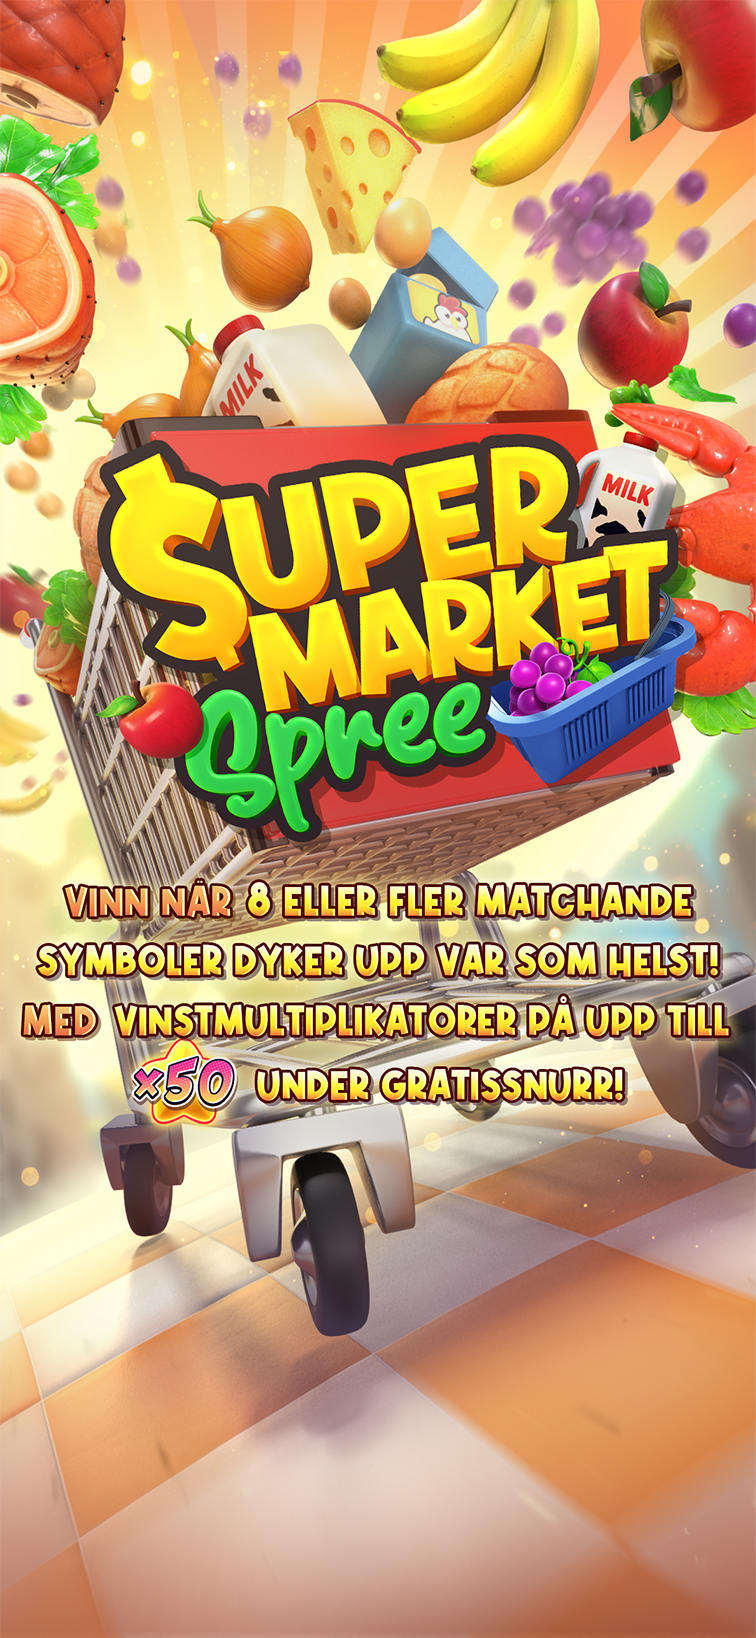 MILK
MILK
$UPER
MARKET
Spree
VINN NÄR 8 ELLER FLER MATCHANDE
SYMBOLER DYKER UPP VAR SOM HELST!
MED VINSTMULTIPLIKATORER PÅ UPP TILL
x50 UNDER GRATISSNURR!